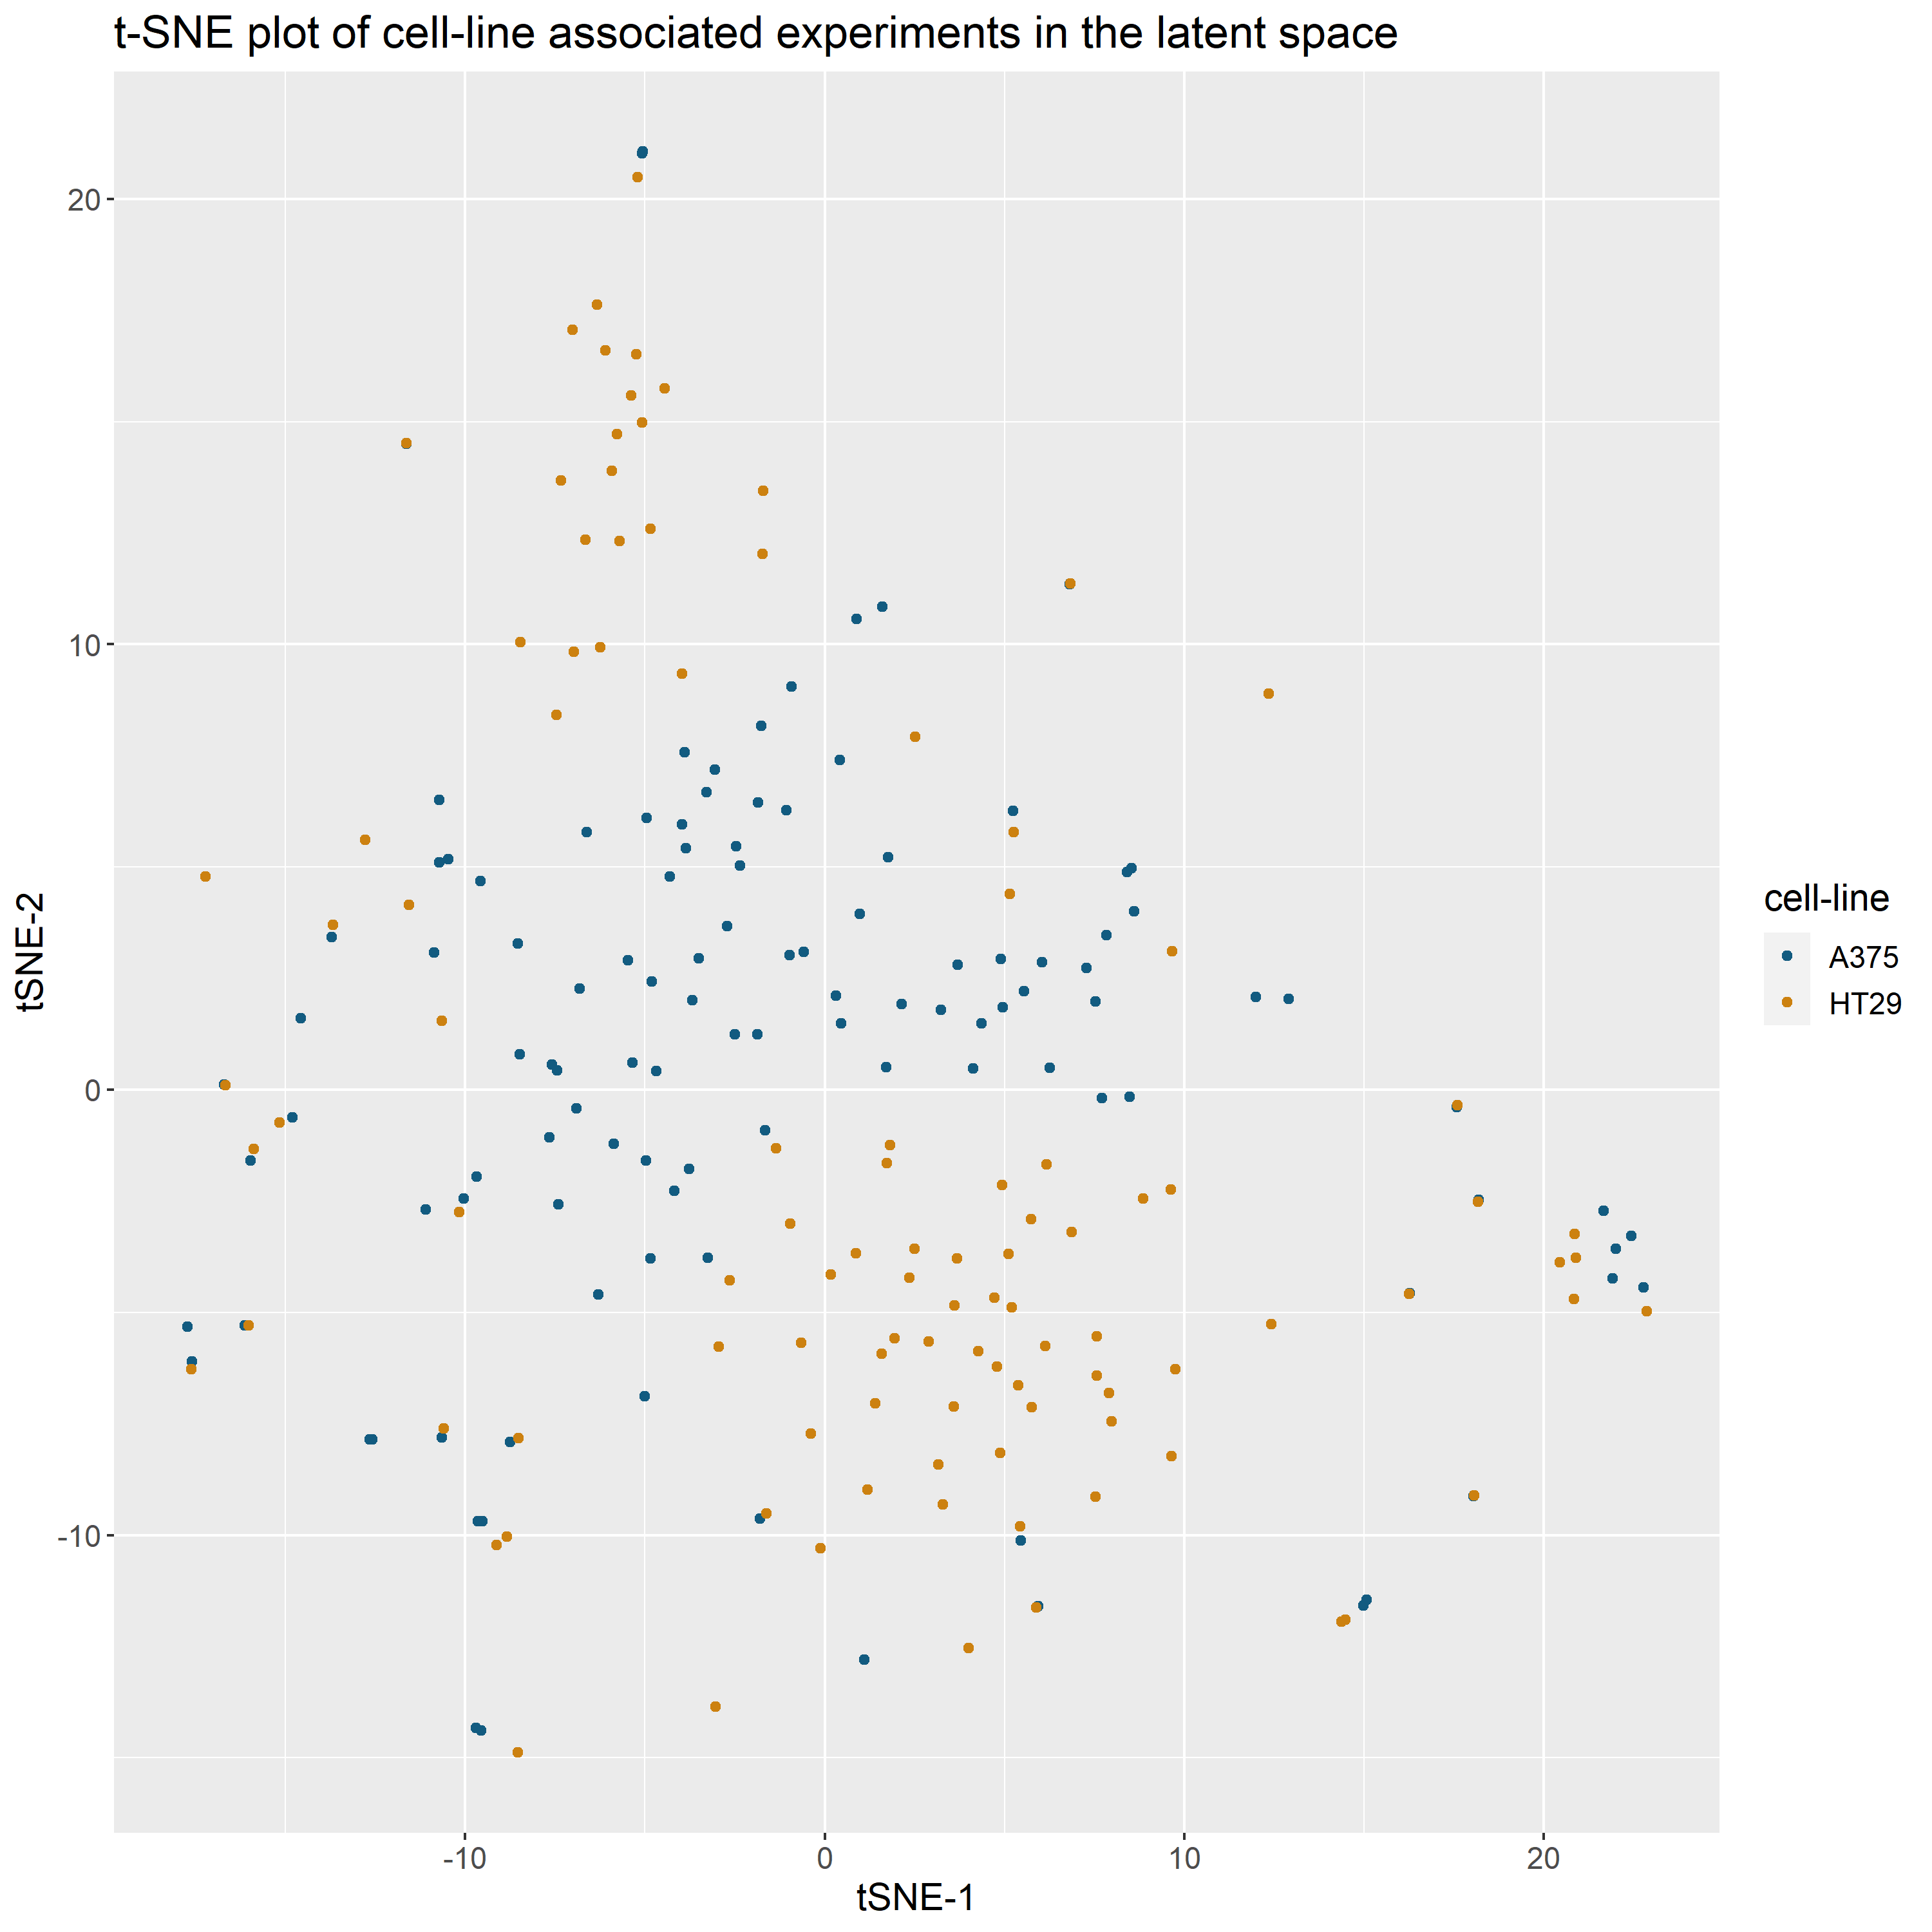 t-SNE plot of cell-line associated experiments in the latent space
20
10
0
-10
tSNE-2
-10
0
10
20
tSNE-1
cell-line
A375
HT29